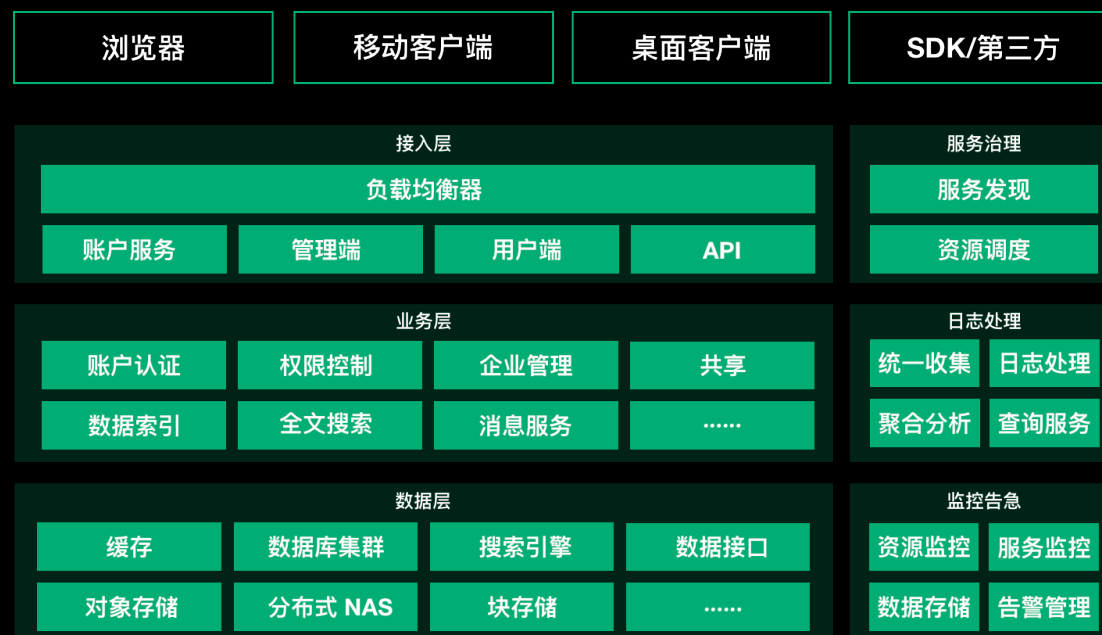 浏览器
移动客户端
桌面客户端
SDK/第三方
接入层
负载均衡器
账户服务
管理端
用户端
API
服务治理
服务发现
资源调度
业务层
账户认证
权限控制
企业管理
共享
数据索引
全文搜索
消息服务
······
日志处理
统一收集
日志处理
聚合分析
查询服务
数据层
缓存
数据库集群
搜索引擎
数据接口
对象存储
分布式 NAS
块存储
······
监控告急
资源监控
服务监控
数据存储
告警管理